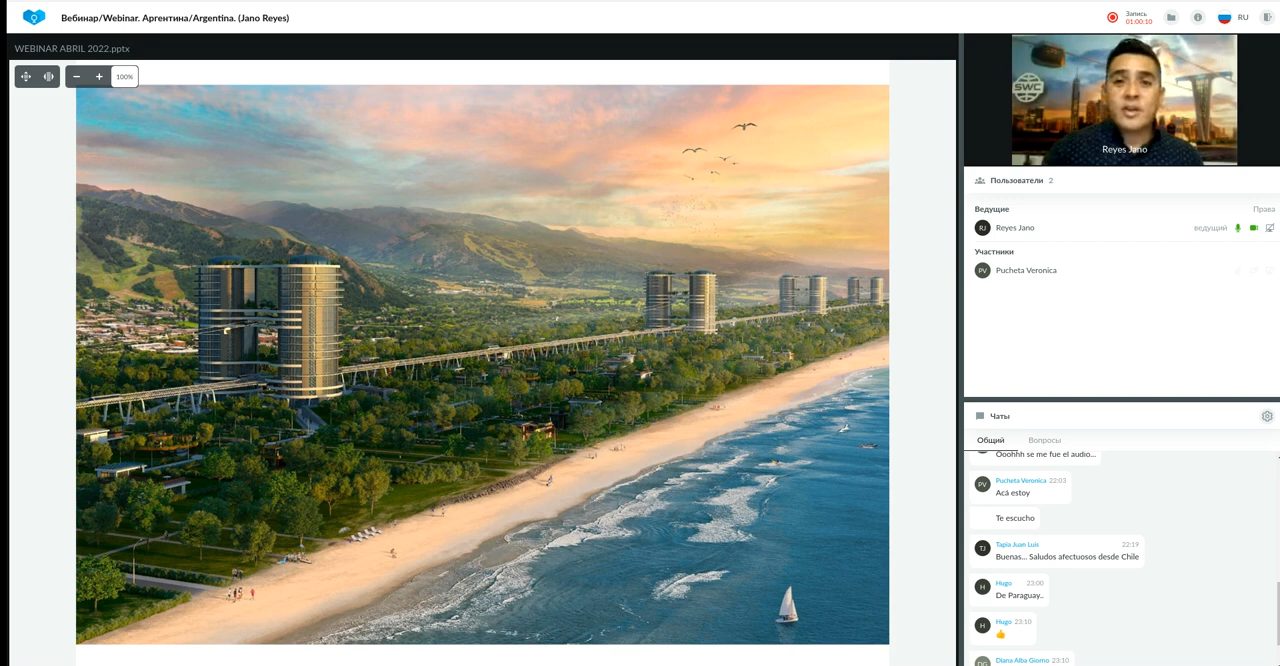 Вебинар/Webinar. Аргентина/Argentina. (Jano Reyes)
Запись
01:00:10
RU
WEBINAR ABRIL 2022.pptx
100%
SWC
Reyes Jano
Пользователи 2
Ведущие Права
RJ Reyes Jano ведущий
Участники
PV Pucheta Veronica
Чаты
Общий Вопросы
Ooohhh se me fue el audio...
PV Pucheta Veronica 22:03
Acá estoy
Te escucho
TJ Tapia Juan Luis 22:19
Buenas... Saludos afectuosos desde Chile
H Hugo 23:00
De Paraguay..
H Hugo 23:10
👍
DG Diana Alba Giorno 23:10